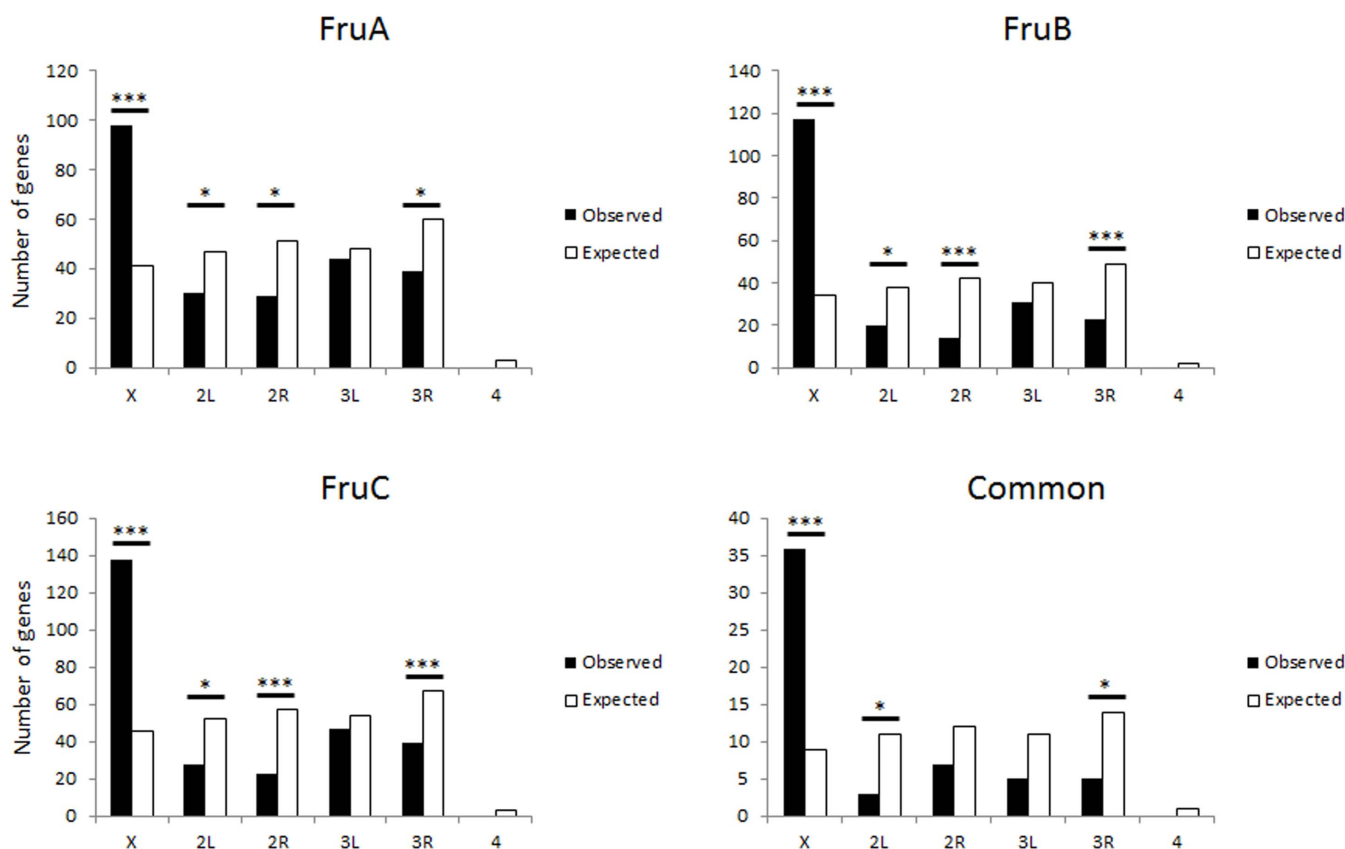 FruA
Number of genes
120
100
80
60
40
20
0
***
*
*
*
X 2L 2R 3L 3R 4
Observed
Expected
FruB
140
120
100
80
60
40
20
0
***
*
***
***
X 2L 2R 3L 3R 4
Observed
Expected
FruC
Number of genes
160
140
120
100
80
60
40
20
0
***
*
***
***
X 2L 2R 3L 3R 4
Observed
Expected
Common
40
35
30
25
20
15
10
5
0
***
*
*
X 2L 2R 3L 3R 4
Observed
Expected